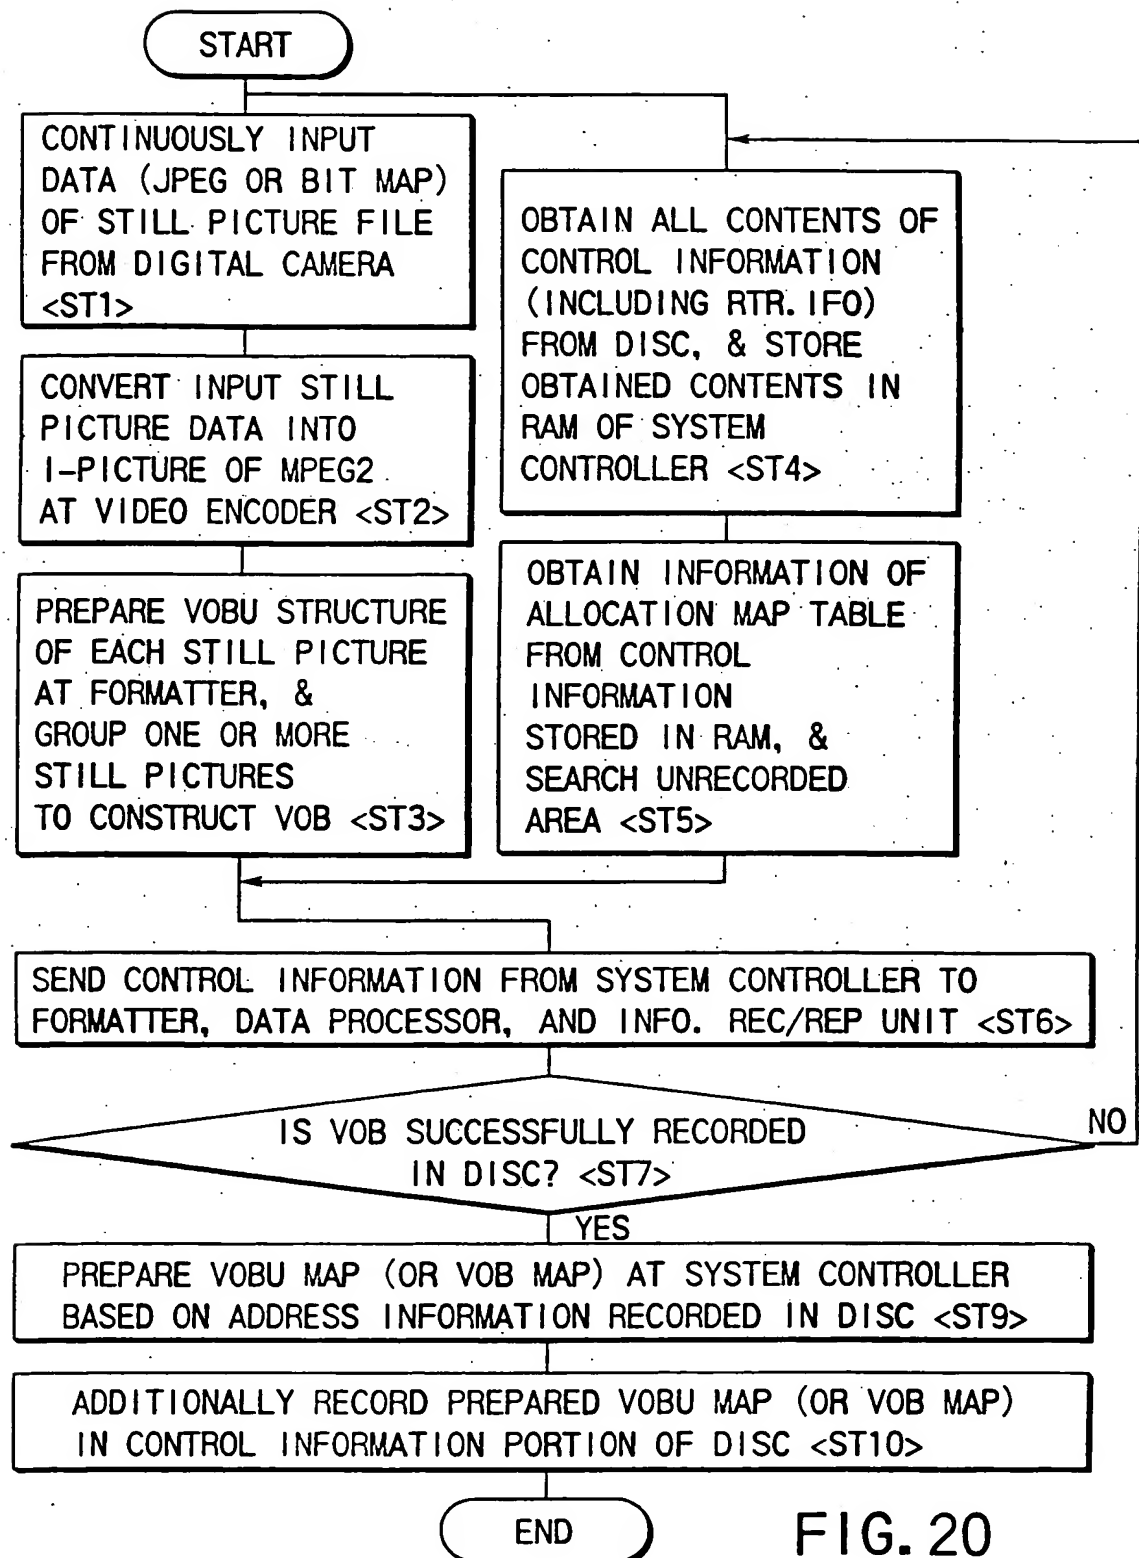 START
CONTINUOUSLY INPUT
DATA (JPEG OR BIT MAP)
OF STILL PICTURE FILE
FROM DIGITAL CAMERA
<ST1>
CONVERT INPUT STILL
PICTURE DATA INTO
I-PICTURE OF MPEG2
AT VIDEO ENCODER <ST2>
PREPARE VOBU STRUCTURE
OF EACH STILL PICTURE
AT FORMATTER, &
GROUP ONE OR MORE
STILL PICTURES
TO CONSTRUCT VOB <ST3>
OBTAIN ALL CONTENTS OF
CONTROL INFORMATION
(INCLUDING RTR. IFO)
FROM DISC, & STORE
OBTAINED CONTENTS IN
RAM OF SYSTEM
CONTROLLER <ST4>
OBTAIN INFORMATION OF
ALLOCATION MAP TABLE
FROM CONTROL
INFORMATION
STORED IN RAM, &
SEARCH UNRECORDED
AREA <ST5>
SEND CONTROL INFORMATION FROM SYSTEM CONTROLLER TO
FORMATTER, DATA PROCESSOR, AND INFO. REC/REP UNIT <ST6>
IS VOB SUCCESSFULLY RECORDED
IN DISC? <ST7>
NO
YES
PREPARE VOBU MAP (OR VOB MAP) AT SYSTEM CONTROLLER
BASED ON ADDRESS INFORMATION RECORDED IN DISC <ST9>
ADDITIONALLY RECORD PREPARED VOBU MAP (OR VOB MAP)
IN CONTROL INFORMATION PORTION OF DISC <ST10>
END
FIG. 20